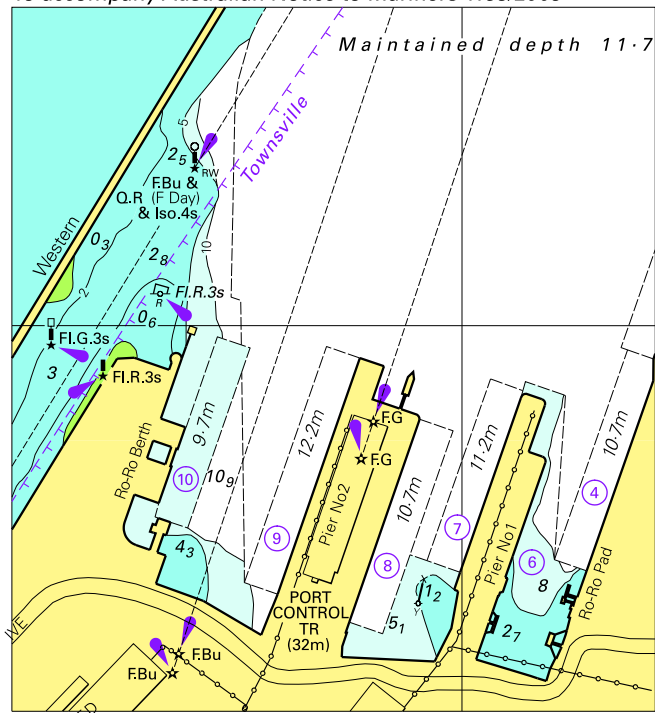 Maintained depth 11·7
Townsville
5
2₅
RW
F.Bu &
Q.R (F Day)
& Iso.4s
10
Western
0₃
2₈
2
R
Fl.R.3s
0₆
Fl.G.3s
3
Fl.R.3s
9·7m
12·2m
F.G
F.G
11·2m
10·7m
Ro-Ro Berth
10
10₉
Pier No2
10·7m
4
7
9
Pier No1
8
6
8
4₃
1₂
Ro-Ro Pad
PORT
CONTROL
TR
(32m)
5₁
2₇
IVE
F.Bu
F.Bu